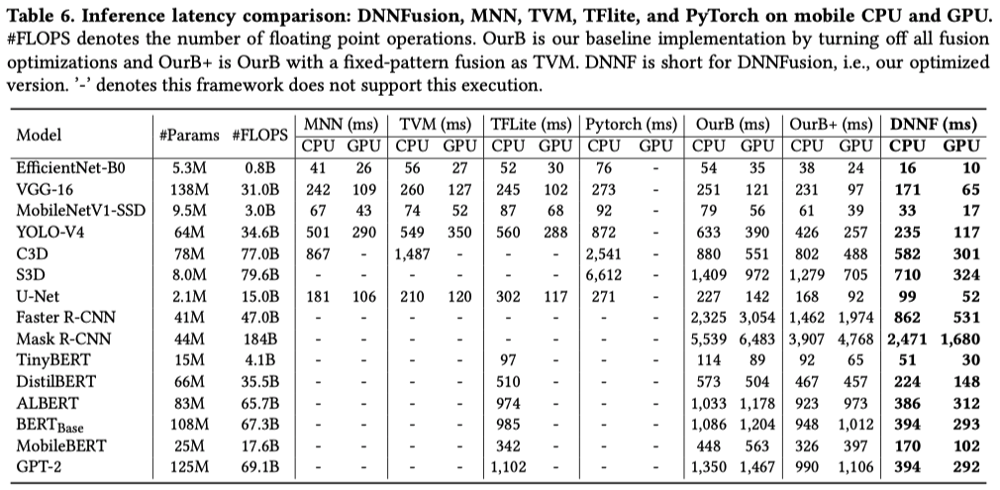 Table 6. Inference latency comparison: DNNFusion, MNN, TVM, TFlite, and PyTorch on mobile CPU and GPU.
#FLOPS denotes the number of floating point operations. OurB is our baseline implementation by turning off all fusion
optimizations and OurB+ is OurB with a fixed-pattern fusion as TVM. DNNF is short for DNNFusion, i.e., our optimized
version. '-' denotes this framework does not support this execution.
Model #Params #FLOPS MNN (ms) TVM (ms) TFLite (ms) Pytorch (ms) OurB (ms) OurB+ (ms) DNNF (ms)
CPU GPU CPU GPU CPU GPU CPU GPU CPU GPU CPU GPU CPU GPU
EfficientNet-B0 5.3M 0.8B 41 26 56 27 52 30 76 - 54 35 38 24 16 10
VGG-16 138M 31.0B 242 109 260 127 245 102 273 - 251 121 231 97 171 65
MobileNetV1-SSD 9.5M 3.0B 67 43 74 52 87 68 92 - 79 56 61 39 33 17
YOLO-V4 64M 34.6B 501 290 549 350 560 288 872 - 633 390 426 257 235 117
C3D 78M 77.0B 867 - 1,487 - - - 2,541 - 880 551 802 488 582 301
S3D 8.0M 79.6B - - - - - - 6,612 - 1,409 972 1,279 705 710 324
U-Net 2.1M 15.0B 181 106 210 120 302 117 271 - 227 142 168 92 99 52
Faster R-CNN 41M 47.0B - - - - - - - - 2,325 3,054 1,462 1,974 862 531
Mask R-CNN 44M 184B - - - - - - - - 5,539 6,483 3,907 4,768 2,471 1,680
TinyBERT 15M 4.1B - - - - 97 - - - 114 89 92 65 51 30
DistilBERT 66M 35.5B - - - - 510 - - - 573 504 467 457 224 148
ALBERT 83M 65.7B - - - - 974 - - - 1,033 1,178 923 973 386 312
BERTBase 108M 67.3B - - - - 985 - - - 1,086 1,204 948 1,012 394 293
MobileBERT 25M 17.6B - - - - 342 - - - 448 563 326 397 170 102
GPT-2 125M 69.1B - - - - 1,102 - - - 1,350 1,467 990 1,106 394 292